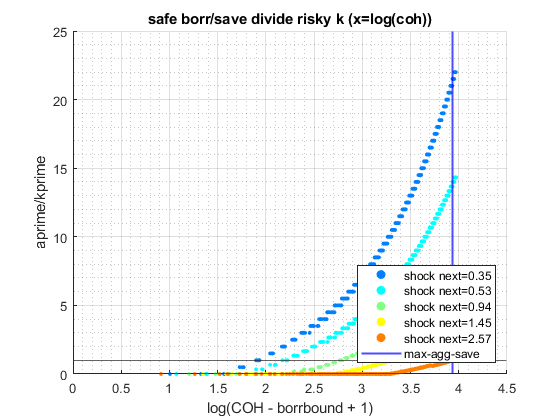 safe borr/save divide risky k (x=log(coh))
25
20
15
10
5
0
aprime/kprime
shock next=0.35
shock next=0.53
shock next=0.94
shock next=1.45
shock next=2.57
max-agg-save
0 0.5 1 1.5 2 2.5 3 3.5 4 4.5
log(COH - borrbound + 1)